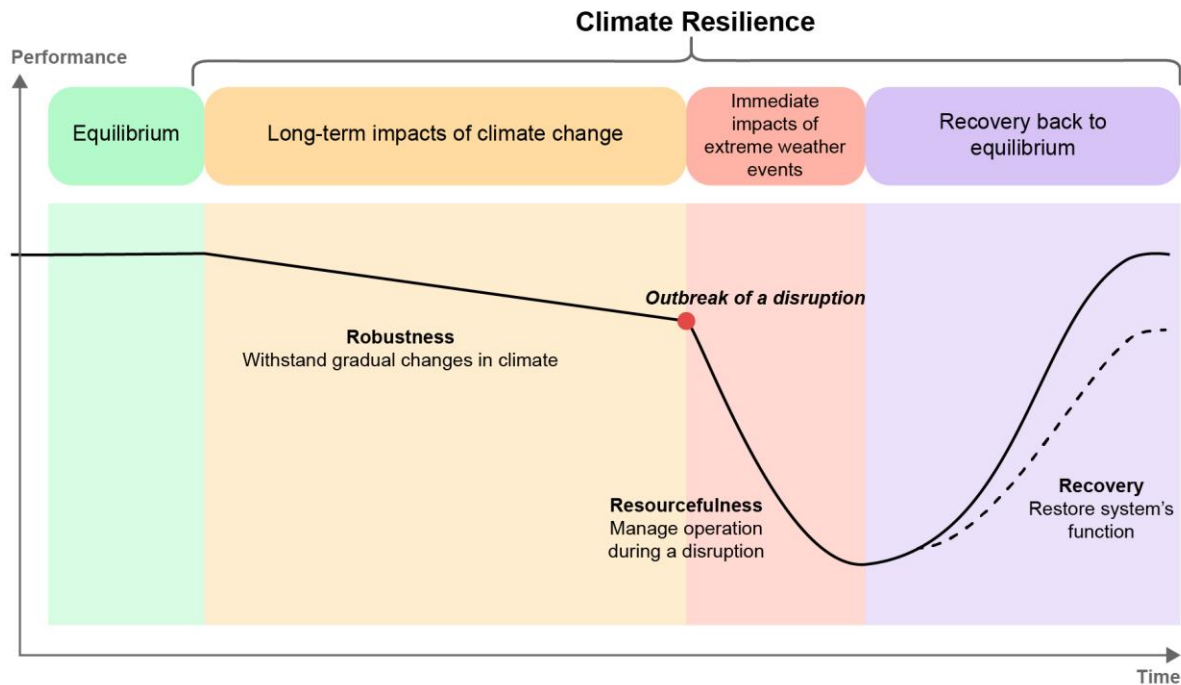 Climate Resilience
Performance
Equilibrium
Long-term impacts of climate change
Immediate
impacts of
extreme weather
events
Recovery back to
equilibrium
Outbreak of a disruption
Robustness
Withstand gradual changes in climate
Resourcefulness
Manage operation
during a disruption
Recovery
Restore system's
function
Time